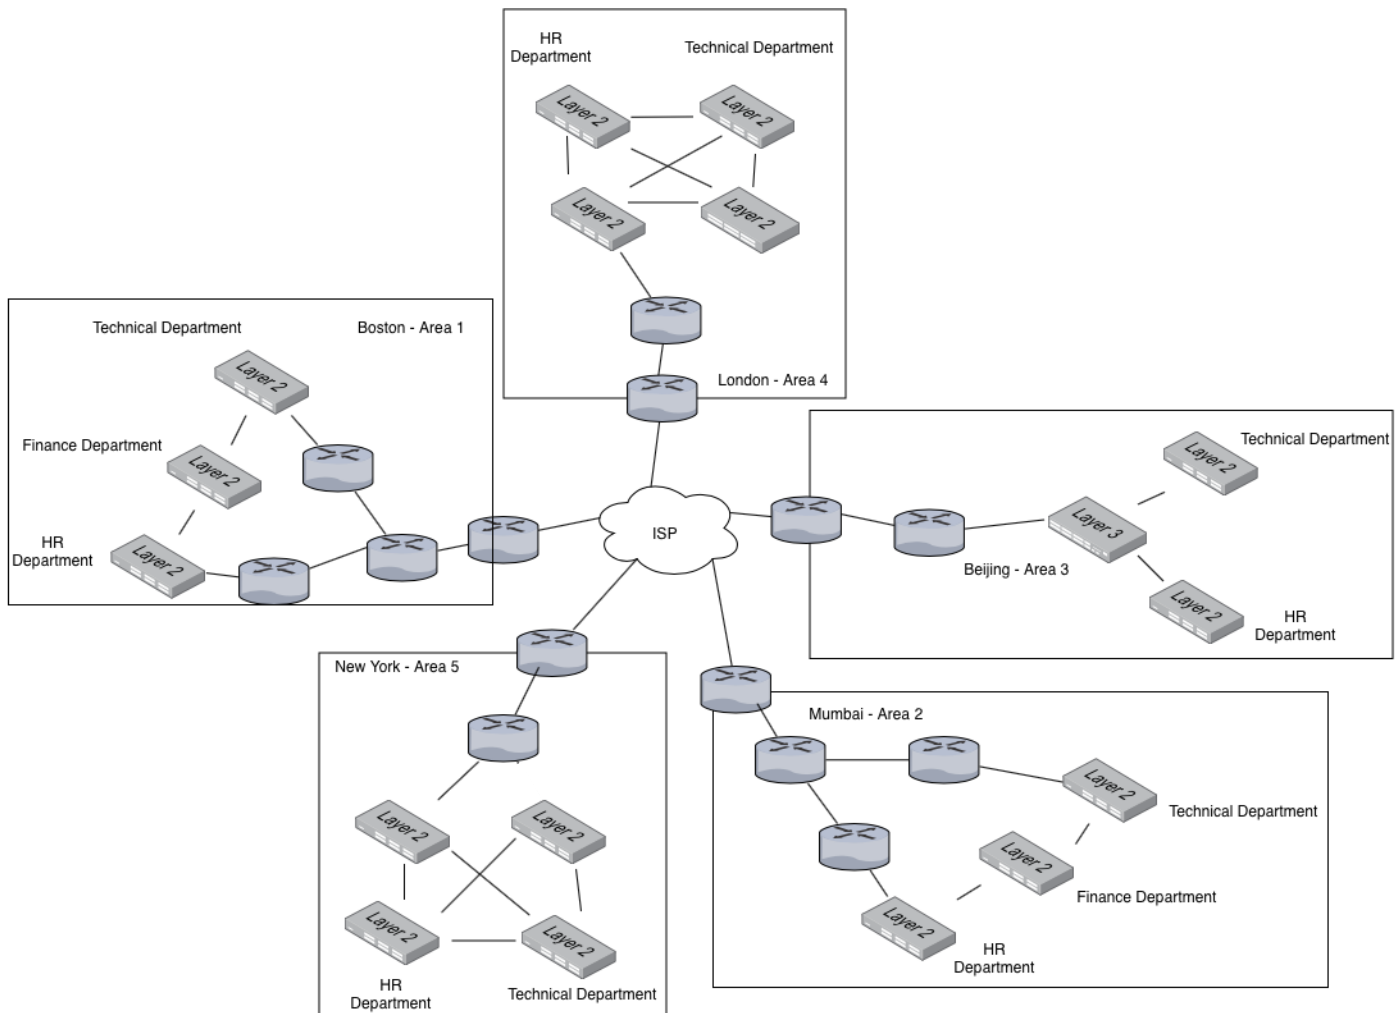 HR
Department
Technical Department
Layer 2
Layer 2
Layer 2
Layer 2
London - Area 4
Technical Department
Boston - Area 1
Layer 2
Finance Department
Layer 2
HR
Department
Layer 2
ISP
Technical Department
Layer 2
Layer 3
Beijing - Area 3
Layer 2
HR
Department
New York - Area 5
Layer 2
Layer 2
Layer 2
Layer 2
HR
Department
Technical Department
Mumbai - Area 2
Layer 2
Technical Department
Layer 2
Finance Department
Layer 2
HR
Department